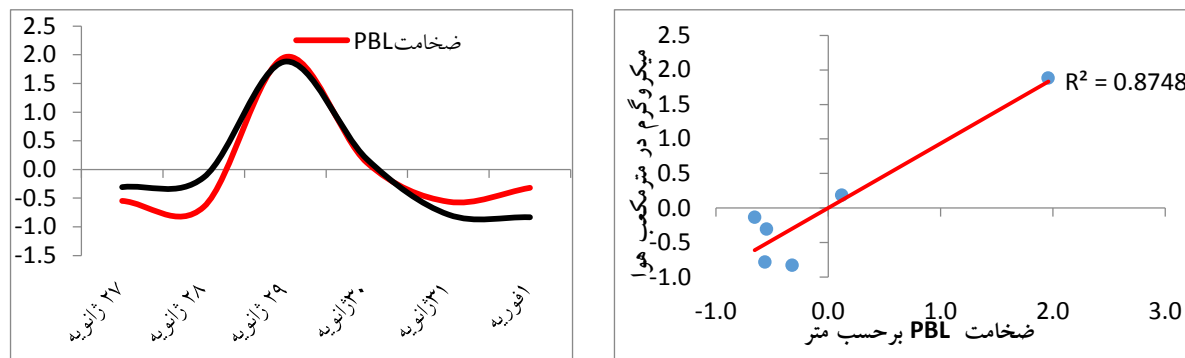 2.5
2.0
1.5
1.0
0.5
0.0
-0.5
-1.0
-1.5
ضخامتPBL
۲۷ ژانویه
۲۸ ژانویه
۲۹ ژانویه
۳۰ژانویه
۳۱ژانویه
۱فوریه
میکروگرم در مترمکعب هوا
2.5
2.0
1.5
1.0
0.5
0.0
-0.5
-1.0
R² = 0.8748
-1.0 0.0 1.0 2.0 3.0
ضخامت PBL برحسب متر